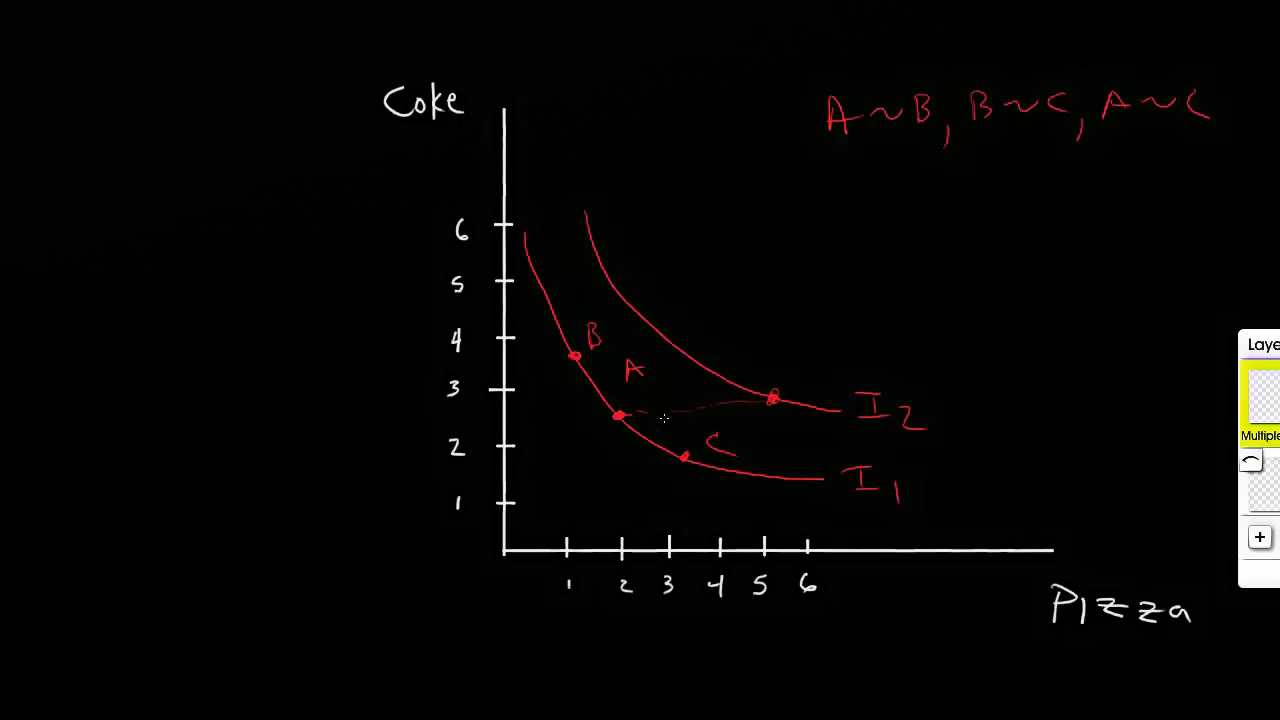 Coke
A~B, B~C, A~C
6
5
4
3
2
1
B
A
C
I2
I1
1 2 3 4 5 6
Pizza
Laye
Multiple
+